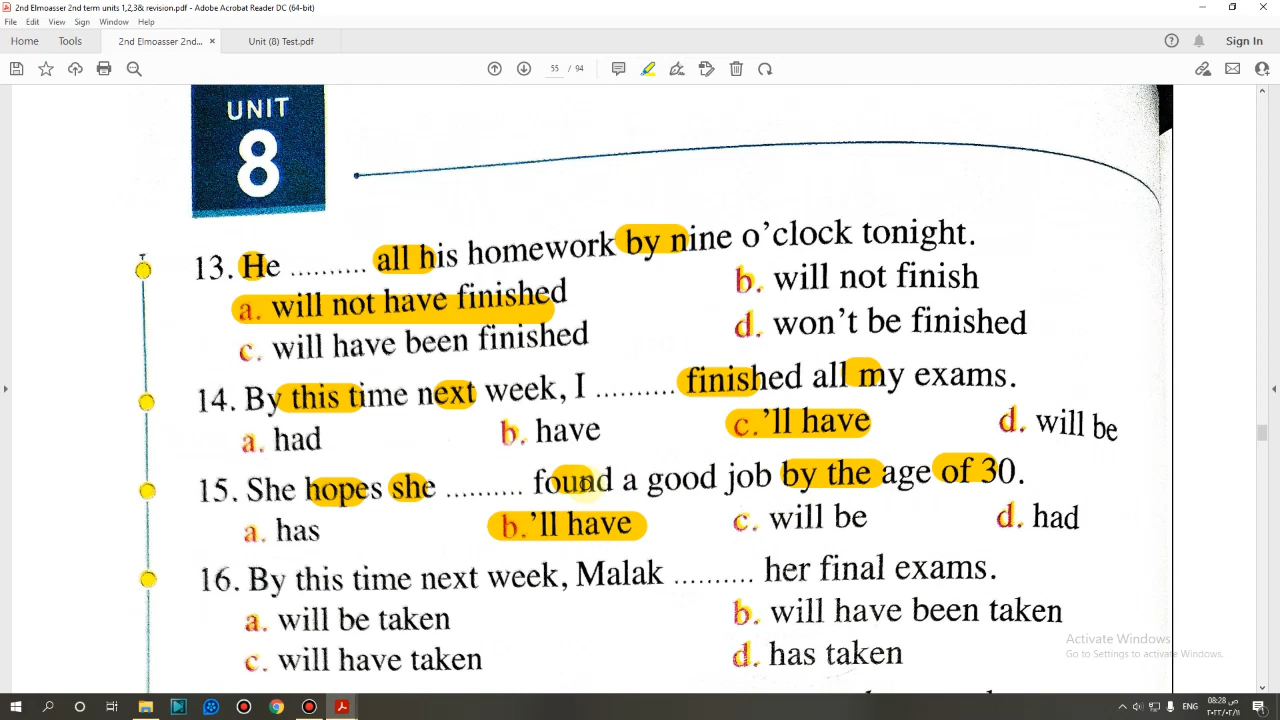 2nd Elmoasser 2nd term units 1,2,3& revision.pdf - Adobe Acrobat Reader DC (64-bit)
File Edit View Sign Window Help
Home Tools 2nd Elmoasser 2nd... × Unit (8) Test.pdf Sign In
55 / 94
UNIT
8
13. He .......... all his homework by nine o'clock tonight.
a. will not have finished b. will not finish
c. will have been finished d. won't be finished
14. By this time next week, I .......... finished all my exams.
a. had b. have c. 'll have d. will be
15. She hopes she .......... found a good job by the age of 30.
a. has b. 'll have c. will be d. had
16. By this time next week, Malak .......... her final exams.
a. will be taken b. will have been taken
c. will have taken d. has taken
Activate Windows
Go to Settings to activate Windows.
ENG 08:28 ص